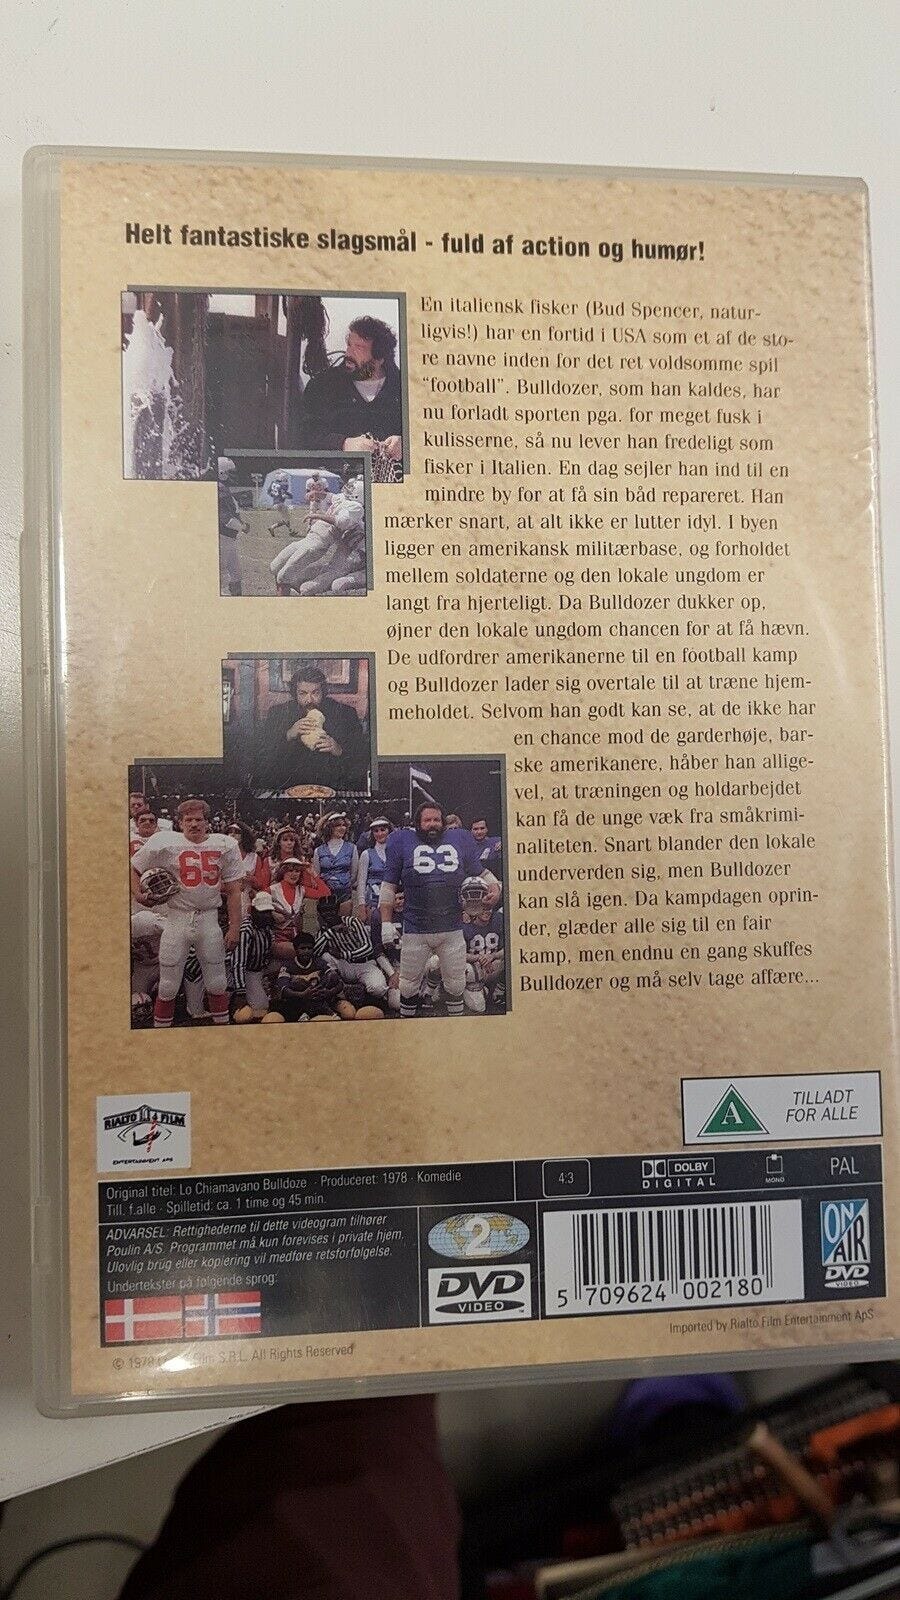 Helt fantastiske slagsmål - fuld af action og humør!
En italiensk fisker (Bud Spencer, natur-
ligvis!) har en fortid i USA som et af de sto-
re navne inden for det ret voldsomme spil
"football". Bulldozer, som han kaldes, har
nu forladt sporten pga. for meget fusk i
kulisserne, så nu lever han fredeligt som
fisker i Italien. En dag sejler han ind til en
mindre by for at få sin båd repareret. Han
mærker snart, at alt ikke er lutter idyl. I byen
ligger en amerikansk militærbase, og forholdet
mellem soldaterne og den lokale ungdom er
langt fra hjerteligt. Da Bulldozer dukker op,
øjner den lokale ungdom chancen for at få hævn.
De udfordrer amerikanerne til en football kamp
og Bulldozer lader sig overtale til at træne hjem-
meholdet. Selvom han godt kan se, at de ikke har
en chance mod de garderhøje, bar-
ske amerikanere, håber han allige-
vel, at træningen og holdarbejdet
kan få de unge væk fra småkrimi-
naliteten. Snart blander den lokale
underverden sig, men Bulldozer
kan slå igen. Da kampdagen oprin-
der, glæder alle sig til en fair
kamp, men endnu en gang skuffes
Bulldozer og må selv tage affære...
65
63
88
RIALTO FILM
ENTERTAINMENT APS
A
TILLADT
FOR ALLE
Original titel: Lo Chiamavano Bulldoze · Produceret: 1978 · Komedie
Till. f.alle · Spilletid: ca. 1 time og 45 min.
4:3
DOLBY
DIGITAL
MONO
PAL
ADVARSEL: Rettighederne til dette videogram tilhører
Poulin A/S. Programmet må kun forevises i private hjem.
Ulovlig brug eller kopiering vil medføre retsforfølgelse.
Undertekster på følgende sprog:
2
DVD
VIDEO
5 709624 002180
ON
AIR
DVD
VIDEO
Imported by Rialto Film Entertainment ApS
© 1978 Film S.R.L. All Rights Reserved